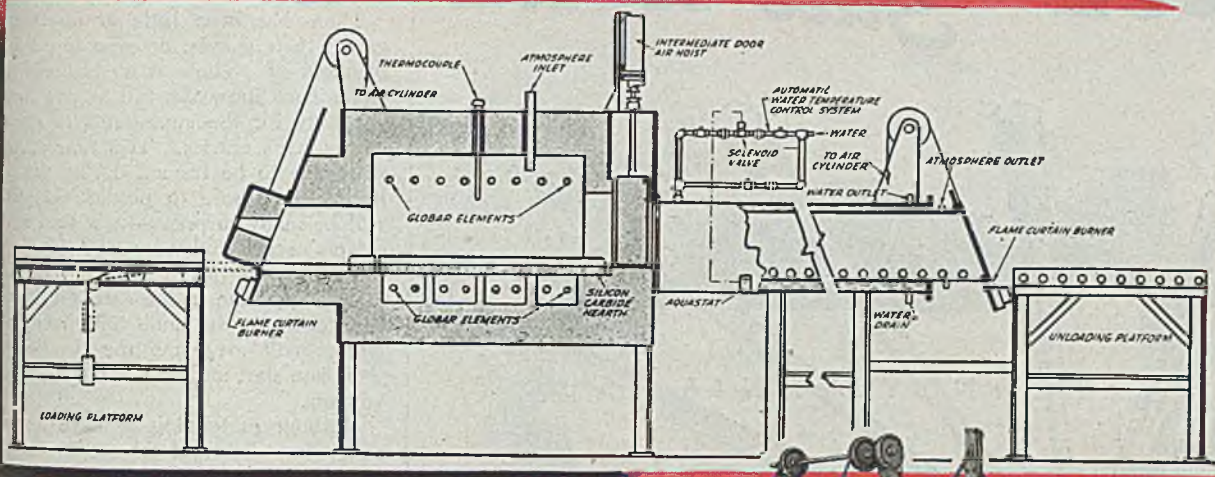 TO AIR CYLINDER
THERMOCOUPLE
ATMOSPHERE
INLET
INTERMEDIATE DOOR
AIR HOIST
AUTOMATIC
WATER TEMPERATURE
CONTROL SYSTEM
WATER
SOLENOID
VALVE
TO AIR
CYLINDER
ATMOSPHERE OUTLET
WATER OUTLET
GLOBAR ELEMENTS
FLAME CURTAIN BURNER
FLAME CURTAIN
BURNER
GLOBAR ELEMENTS
SILICON
CARBIDE
HEARTH
AQUASTAT
WATER
DRAIN
UNLOADING PLATFORM
LOADING PLATFORM